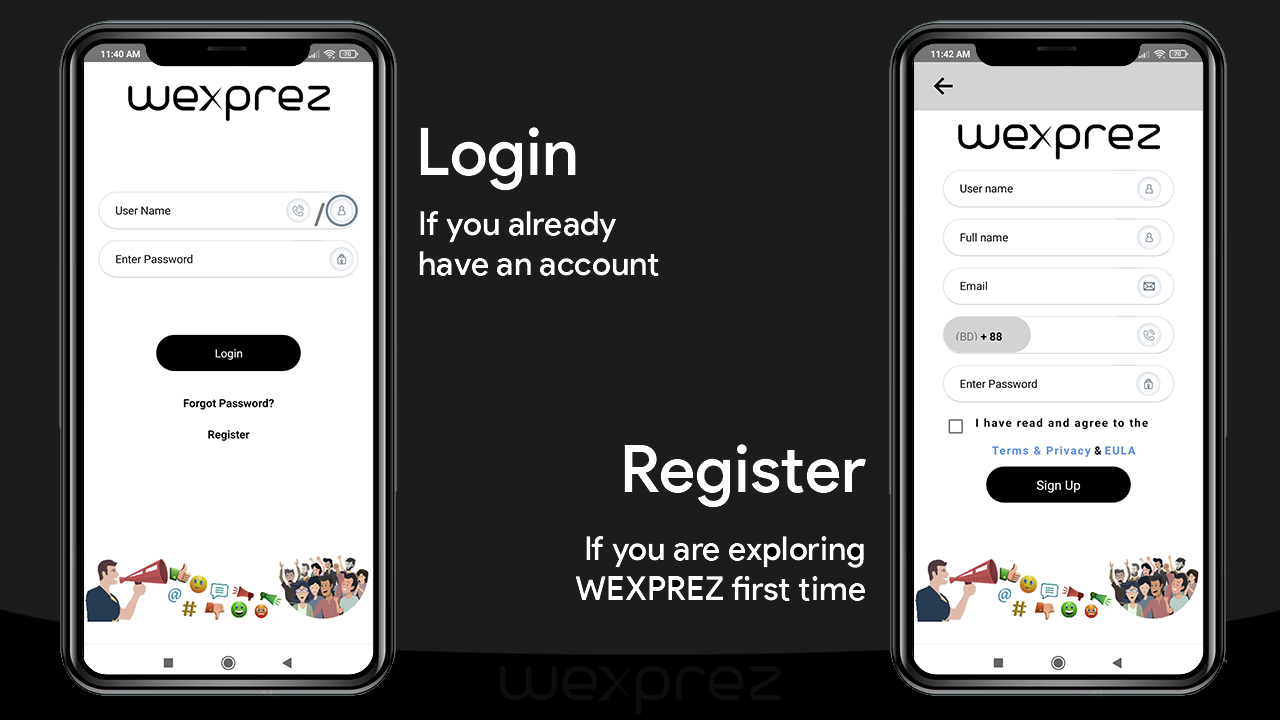 11:40 AM
70
wexprez
User Name
/
Enter Password
Login
Forgot Password?
Register
@
#
Login
If you already
have an account
Register
If you are exploring
WEXPREZ first time
11:42 AM
70
wexprez
User name
Full name
Email
(BD) + 88
Enter Password
I have read and agree to the
Terms & Privacy & EULA
Sign Up
@
#
wexprez